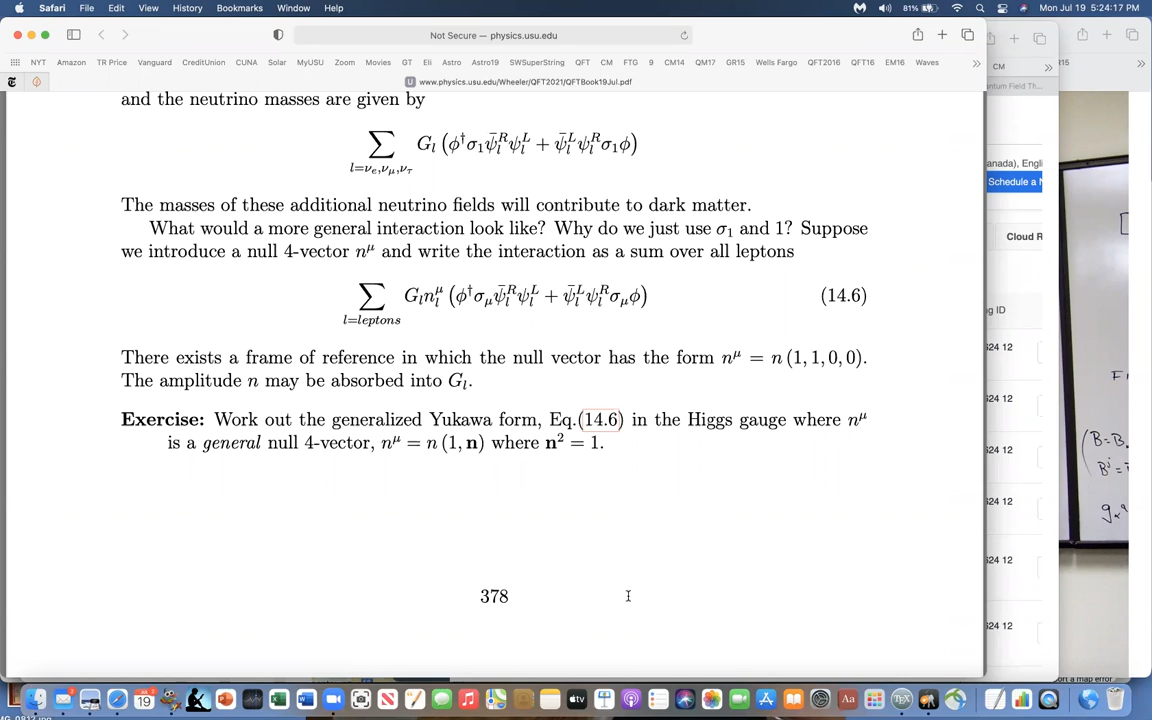 Safari File Edit View History Bookmarks Window Help 81% Mon Jul 19 5:24:17 PM
Not Secure — physics.usu.edu
NYT Amazon TR Price Vanguard CreditUnion CUNA Solar MyUSU Zoom Movies GT Eli Astro Astro19 SWSuperString QFT CM FTG 9 CM14 QM17 GR15 Wells Fargo QFT2016 QFT16 EM16 Waves » CM » »
www.physics.usu.edu/Wheeler/QFT2021/QFTBook19Jul.pdf
and the neutrino masses are given by
∑ G_l (ϕ†σ₁ψ̄_l^R ψ_l^L + ψ̄_l^L ψ_l^R σ₁ϕ)
l=ν_e,ν_μ,ν_τ
The masses of these additional neutrino fields will contribute to dark matter.
What would a more general interaction look like? Why do we just use σ₁ and 1? Suppose
we introduce a null 4-vector n^μ and write the interaction as a sum over all leptons
∑ G_l n_l^μ (ϕ†σ_μ ψ̄_l^R ψ_l^L + ψ̄_l^L ψ_l^R σ_μ ϕ) (14.6)
l=leptons
There exists a frame of reference in which the null vector has the form n^μ = n (1, 1, 0, 0).
The amplitude n may be absorbed into G_l.
Exercise: Work out the generalized Yukawa form, Eq.(14.6) in the Higgs gauge where n^μ
is a general null 4-vector, n^μ = n (1, n) where n² = 1.
378
Schedule a
Cloud R